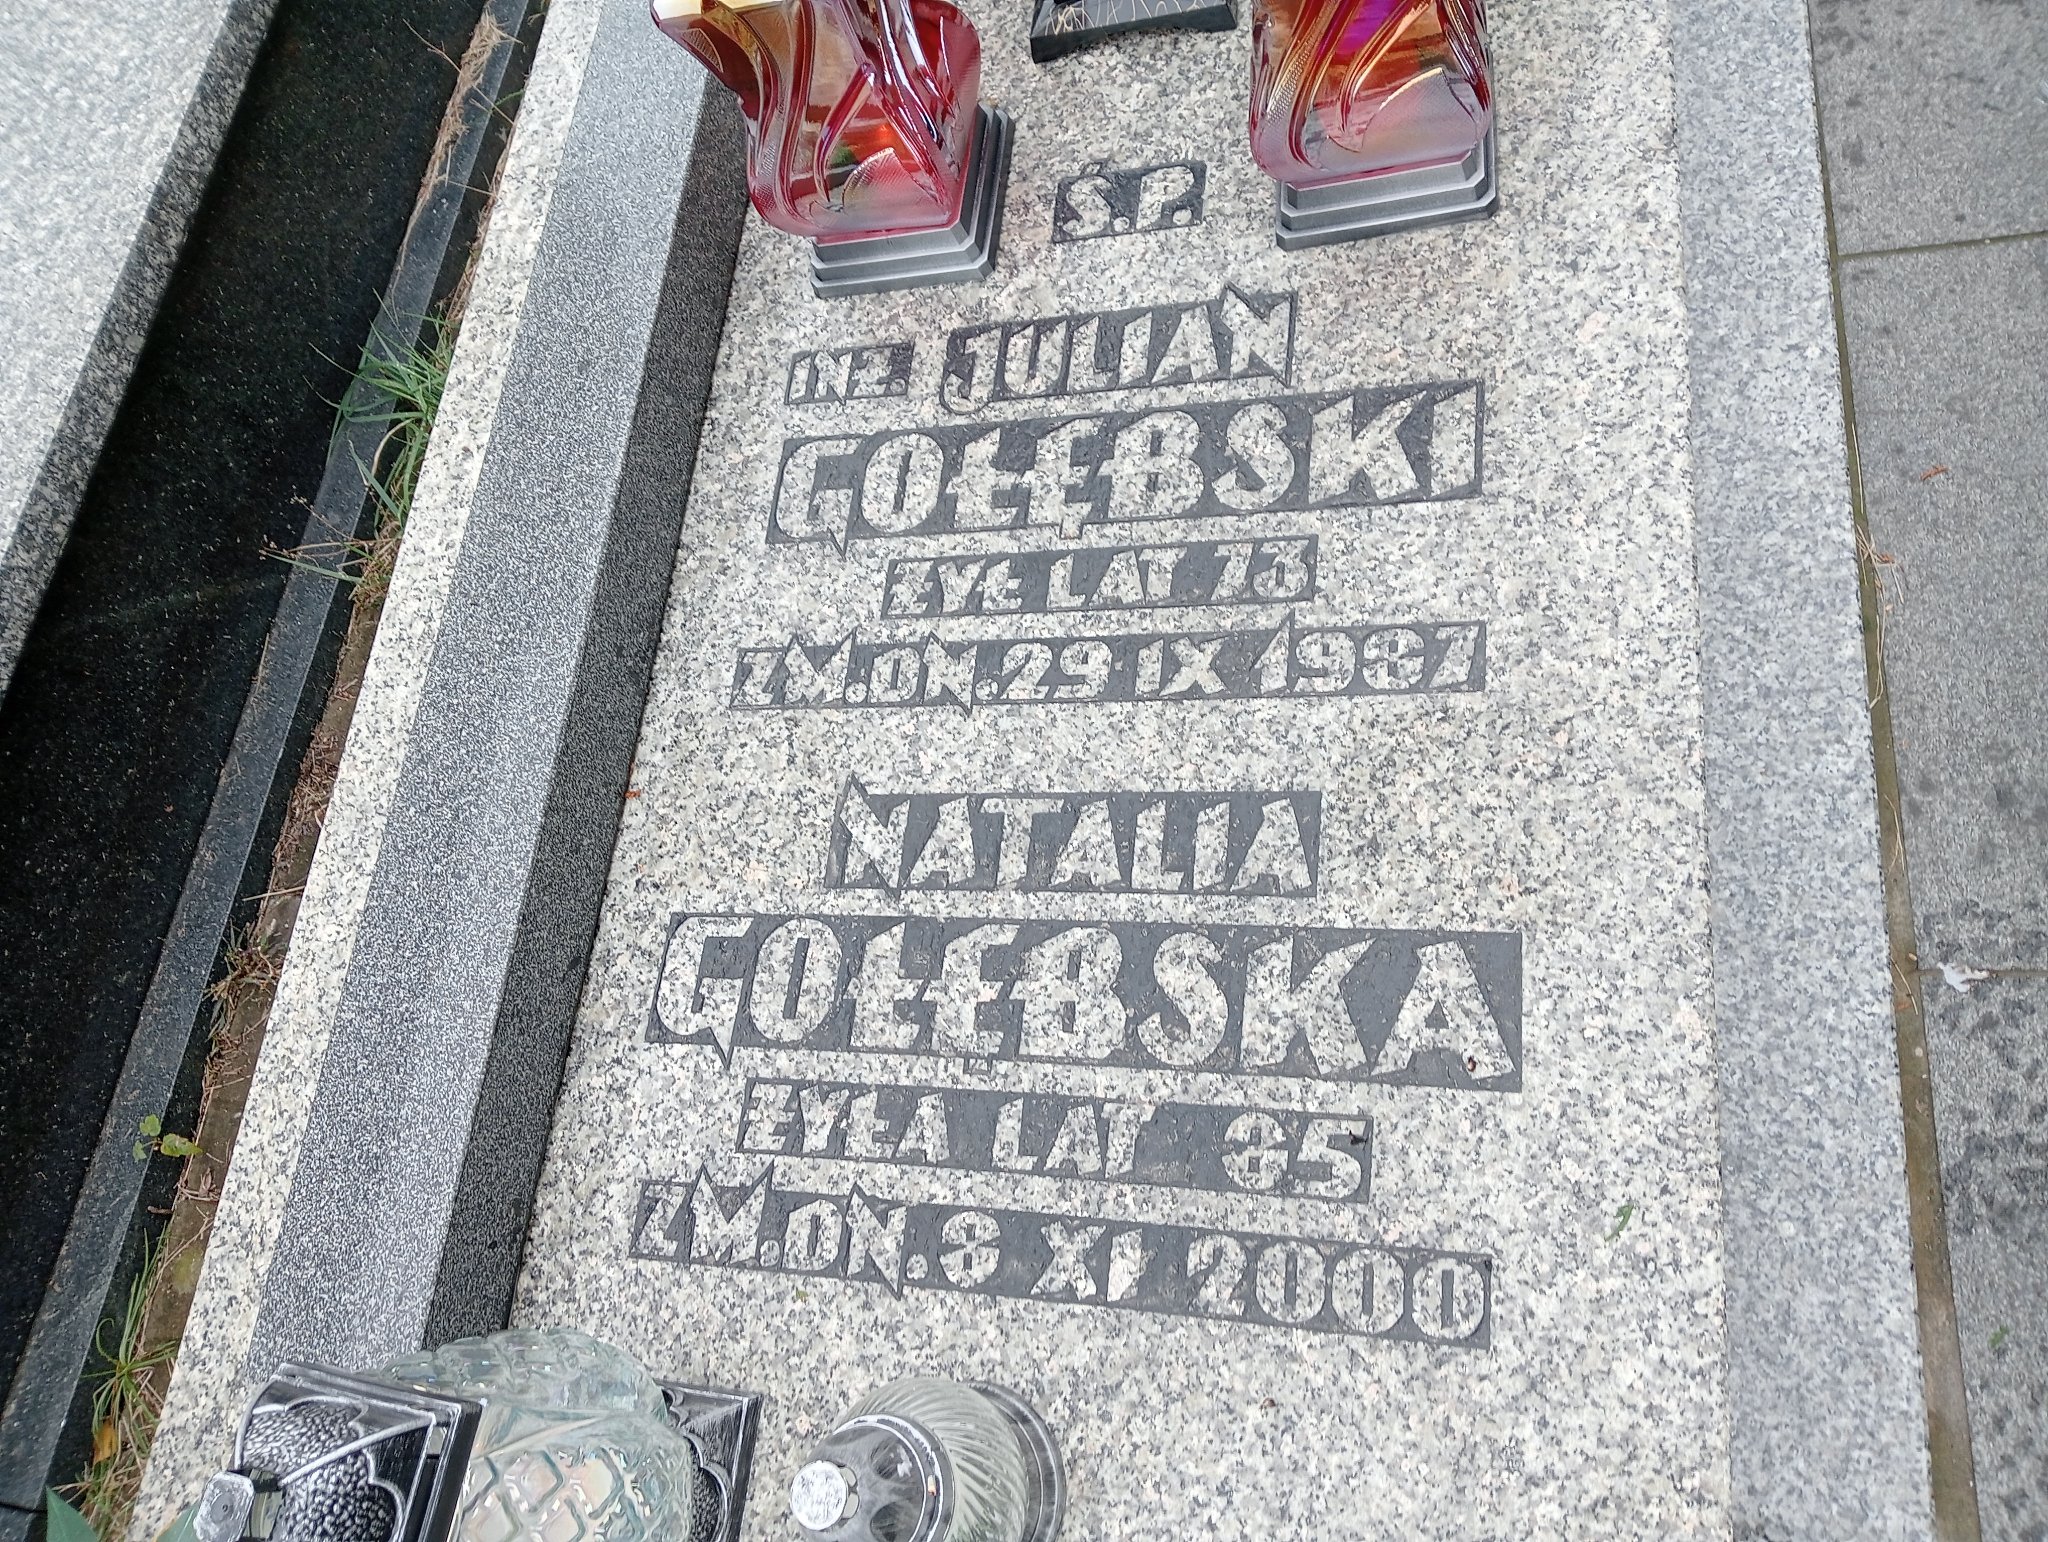 Ś.P.
INŻ. JULIAN
GOŁĘBSKI
ŻYŁ LAT 73
ZM.DN.29 IX 1987
NATALIA
GOŁĘBSKA
ŻYŁA LAT 85
ZM.DN.8 XI 2000